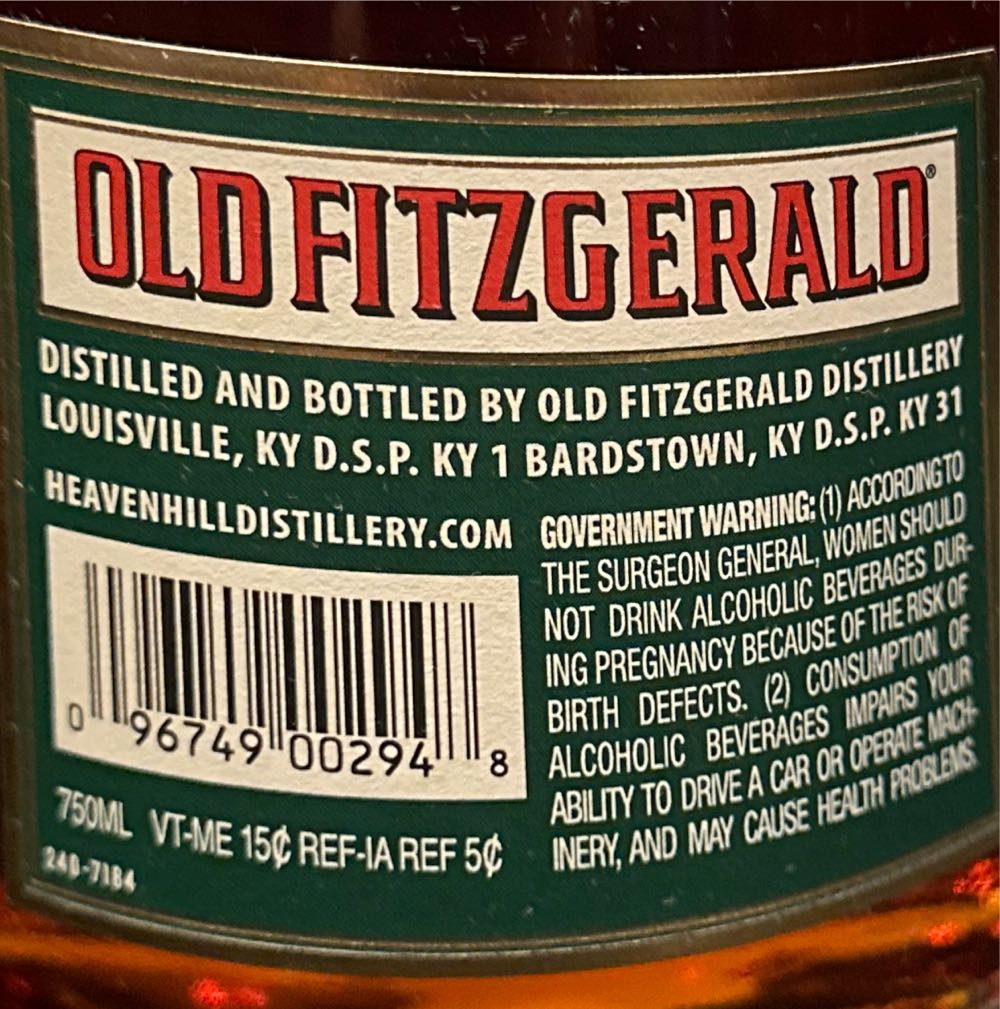 OLD FITZGERALD®
DISTILLED AND BOTTLED BY OLD FITZGERALD DISTILLERY
LOUISVILLE, KY D.S.P. KY 1 BARDSTOWN, KY D.S.P. KY 31
HEAVENHILLDISTILLERY.COM
0 96749 00294 8
750ML VT-ME 15¢ REF-IA REF 5¢
24D-7184
GOVERNMENT WARNING: (1) ACCORDING TO
THE SURGEON GENERAL, WOMEN SHOULD
NOT DRINK ALCOHOLIC BEVERAGES DUR-
ING PREGNANCY BECAUSE OF THE RISK OF
BIRTH DEFECTS. (2) CONSUMPTION OF
ALCOHOLIC BEVERAGES IMPAIRS YOUR
ABILITY TO DRIVE A CAR OR OPERATE MACH-
INERY, AND MAY CAUSE HEALTH PROBLEMS.